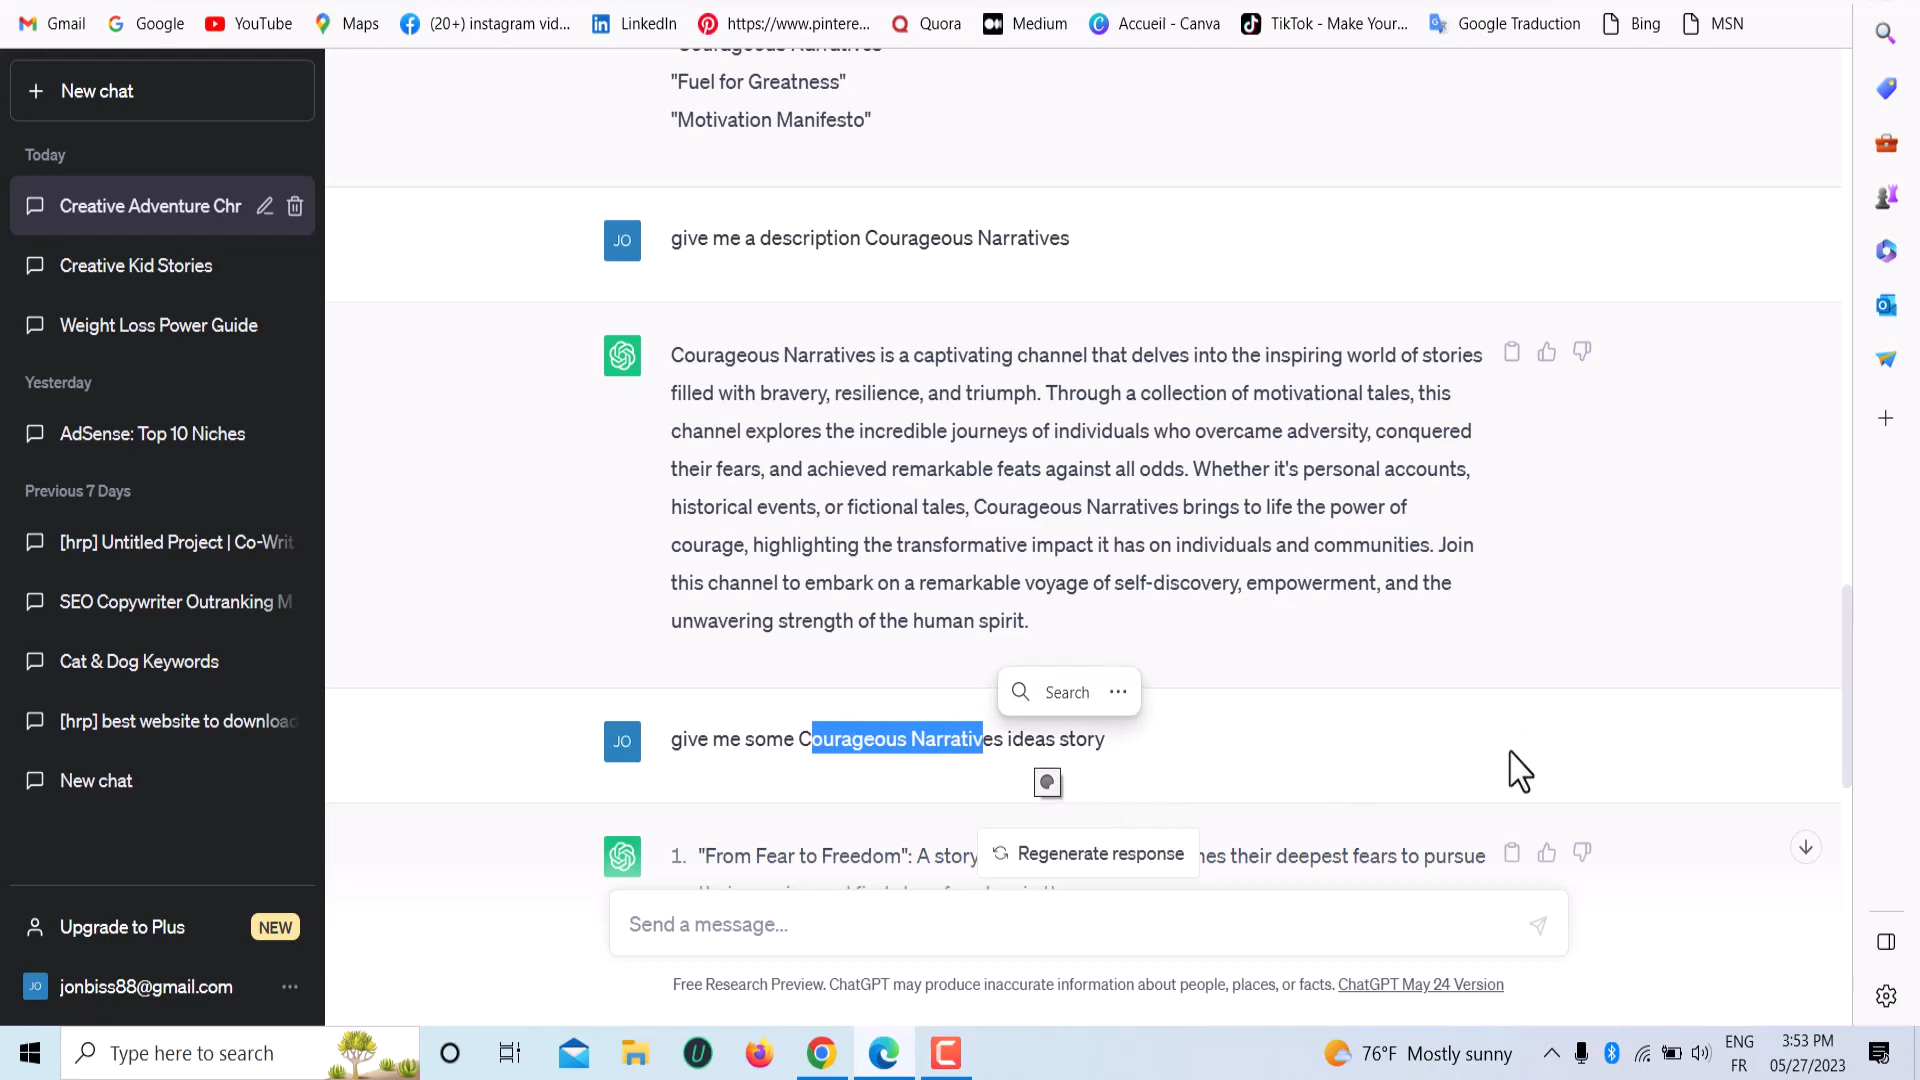 Gmail
Google
YouTube
Maps
(20+) instagram vid...
LinkedIn
https://www.pintere...
Quora
Medium
Accueil - Canva
TikTok - Make Your...
Google Traduction
Bing
MSN
New chat
Today
Creative Adventure Chr
Creative Kid Stories
Weight Loss Power Guide
Yesterday
AdSense: Top 10 Niches
Previous 7 Days
[hrp] Untitled Project | Co-Writ
SEO Copywriter Outranking M
Cat & Dog Keywords
[hrp] best website to download
New chat
Upgrade to Plus
NEW
JO
jonbiss88@gmail.com
"Courageous Narratives"
"Fuel for Greatness"
"Motivation Manifesto"
JO
give me a description Courageous Narratives
Courageous Narratives is a captivating channel that delves into the inspiring world of stories
filled with bravery, resilience, and triumph. Through a collection of motivational tales, this
channel explores the incredible journeys of individuals who overcame adversity, conquered
their fears, and achieved remarkable feats against all odds. Whether it's personal accounts,
historical events, or fictional tales, Courageous Narratives brings to life the power of
courage, highlighting the transformative impact it has on individuals and communities. Join
this channel to embark on a remarkable voyage of self-discovery, empowerment, and the
unwavering strength of the human spirit.
Search
JO
give me some Courageous Narratives ideas story
1. "From Fear to Freedom": A story
Regenerate response
their deepest fears to pursue
Send a message...
Free Research Preview. ChatGPT may produce inaccurate information about people, places, or facts. ChatGPT May 24 Version
Type here to search
76°F Mostly sunny
ENG
FR
3:53 PM
05/27/2023